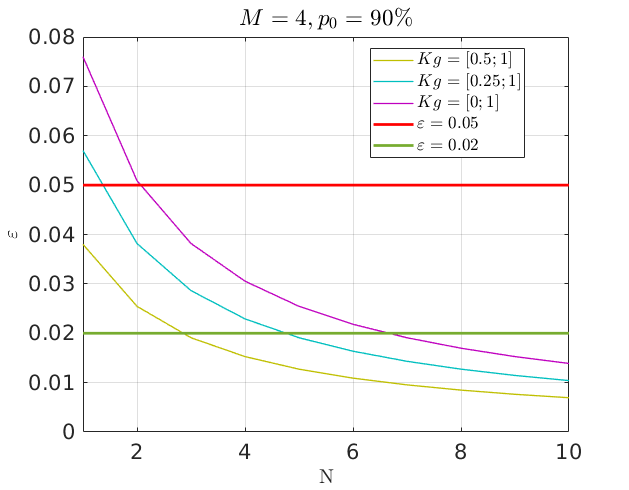 M = 4, p₀ = 90%
0.08
0.07
0.06
0.05
0.04
0.03
0.02
0.01
0
ε
Kg = [0.5; 1]
Kg = [0.25; 1]
Kg = [0; 1]
ε = 0.05
ε = 0.02
2 4 6 8 10
N